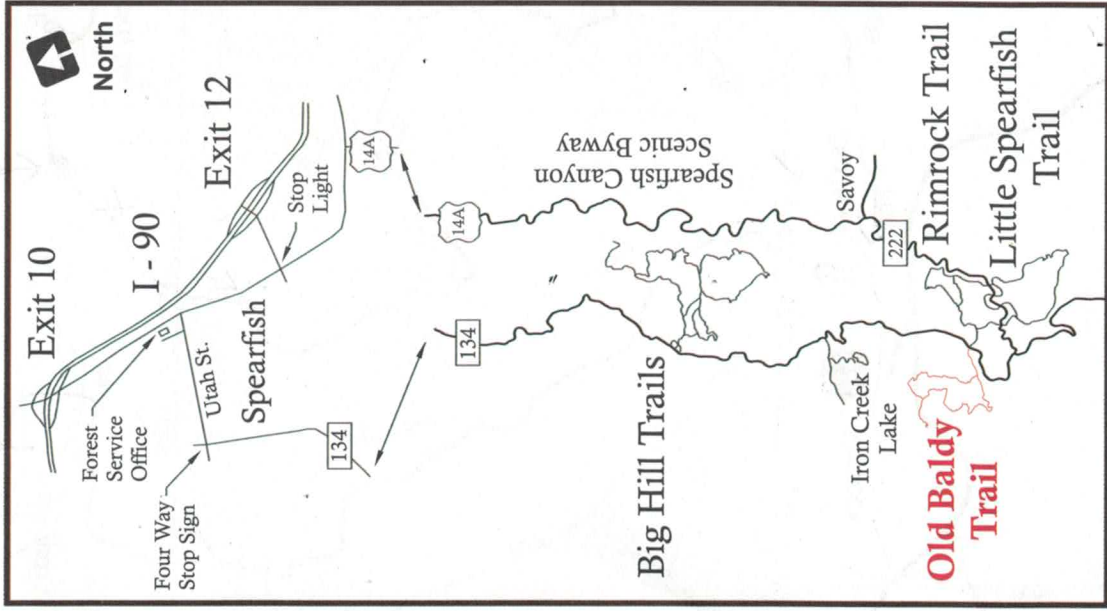 North
Exit 10
I - 90
Exit 12
Forest
Service
Office
Utah St.
Stop
Light
Four Way
Stop Sign
Spearfish
14A
134
14A
134
Spearfish Canyon
Scenic Byway
Big Hill Trails
Savoy
222
Iron Creek
Lake
Rimrock Trail
Little Spearfish
Trail
Old Baldy
Trail